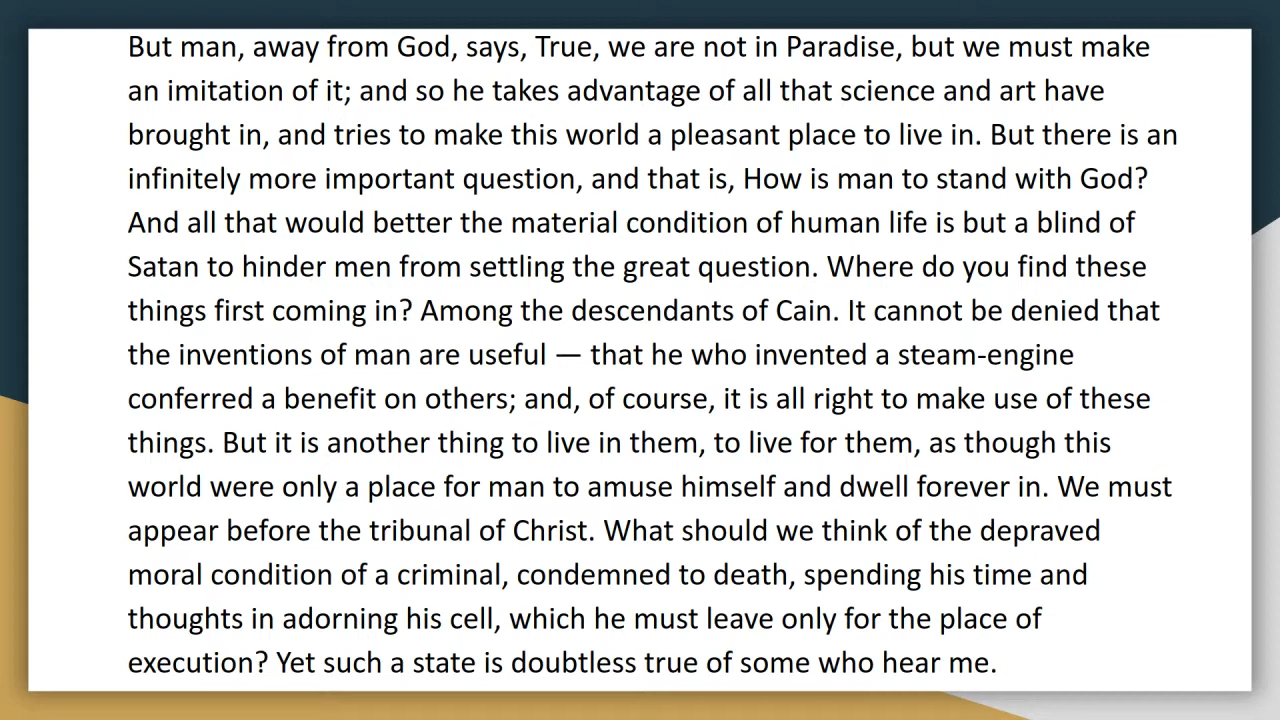 But man, away from God, says, True, we are not in Paradise, but we must make
an imitation of it; and so he takes advantage of all that science and art have
brought in, and tries to make this world a pleasant place to live in. But there is an
infinitely more important question, and that is, How is man to stand with God?
And all that would better the material condition of human life is but a blind of
Satan to hinder men from settling the great question. Where do you find these
things first coming in? Among the descendants of Cain. It cannot be denied that
the inventions of man are useful — that he who invented a steam-engine
conferred a benefit on others; and, of course, it is all right to make use of these
things. But it is another thing to live in them, to live for them, as though this
world were only a place for man to amuse himself and dwell forever in. We must
appear before the tribunal of Christ. What should we think of the depraved
moral condition of a criminal, condemned to death, spending his time and
thoughts in adorning his cell, which he must leave only for the place of
execution? Yet such a state is doubtless true of some who hear me.